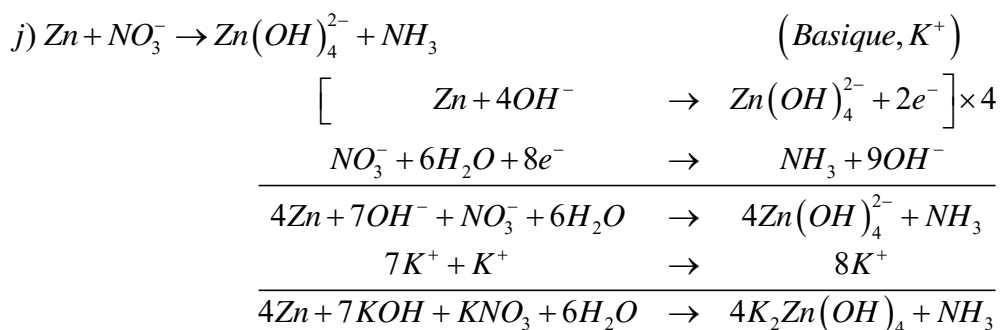 j) Zn + NO₃⁻ → Zn(OH)₄²⁻ + NH₃ (Basique, K⁺)
[ Zn + 4OH⁻ → Zn(OH)₄²⁻ + 2e⁻ ] × 4
NO₃⁻ + 6H₂O + 8e⁻ → NH₃ + 9OH⁻
4Zn + 7OH⁻ + NO₃⁻ + 6H₂O → 4Zn(OH)₄²⁻ + NH₃
7K⁺ + K⁺ → 8K⁺
4Zn + 7KOH + KNO₃ + 6H₂O → 4K₂Zn(OH)₄ + NH₃